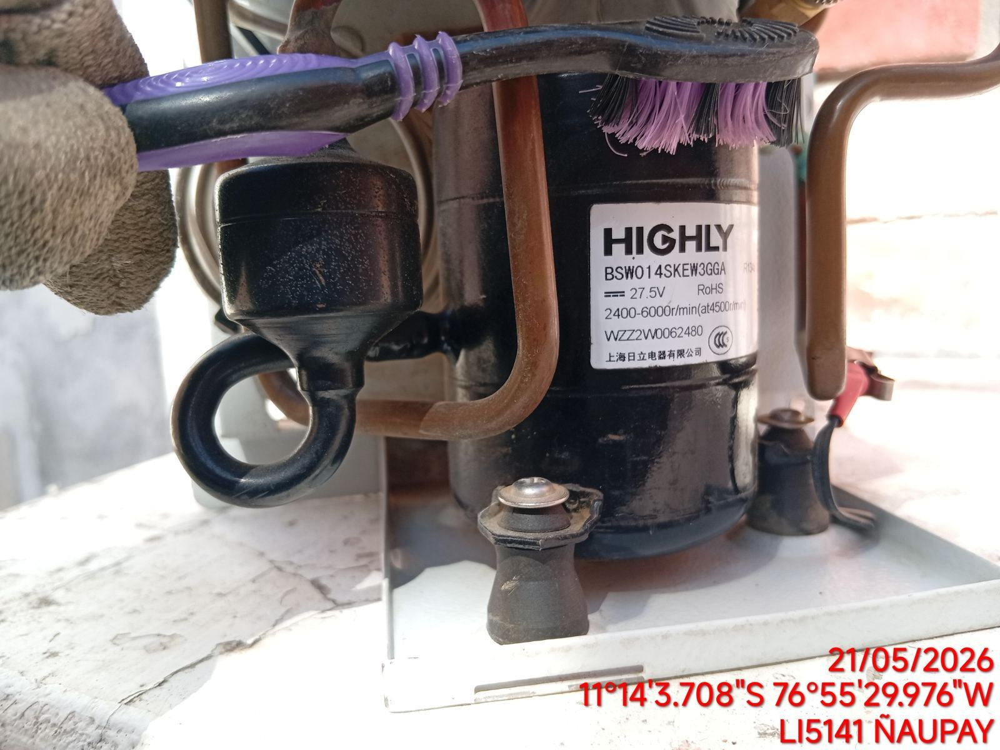 HIGHLY
BSW014SKEW3GGA
27.5V RoHS
2400-6000r/min(at4500r/min)
WZZ2W0062480
上海日立电器有限公司
21/05/2026
11°14'3.708"S 76°55'29.976"W
LI5141 ÑAUPAY